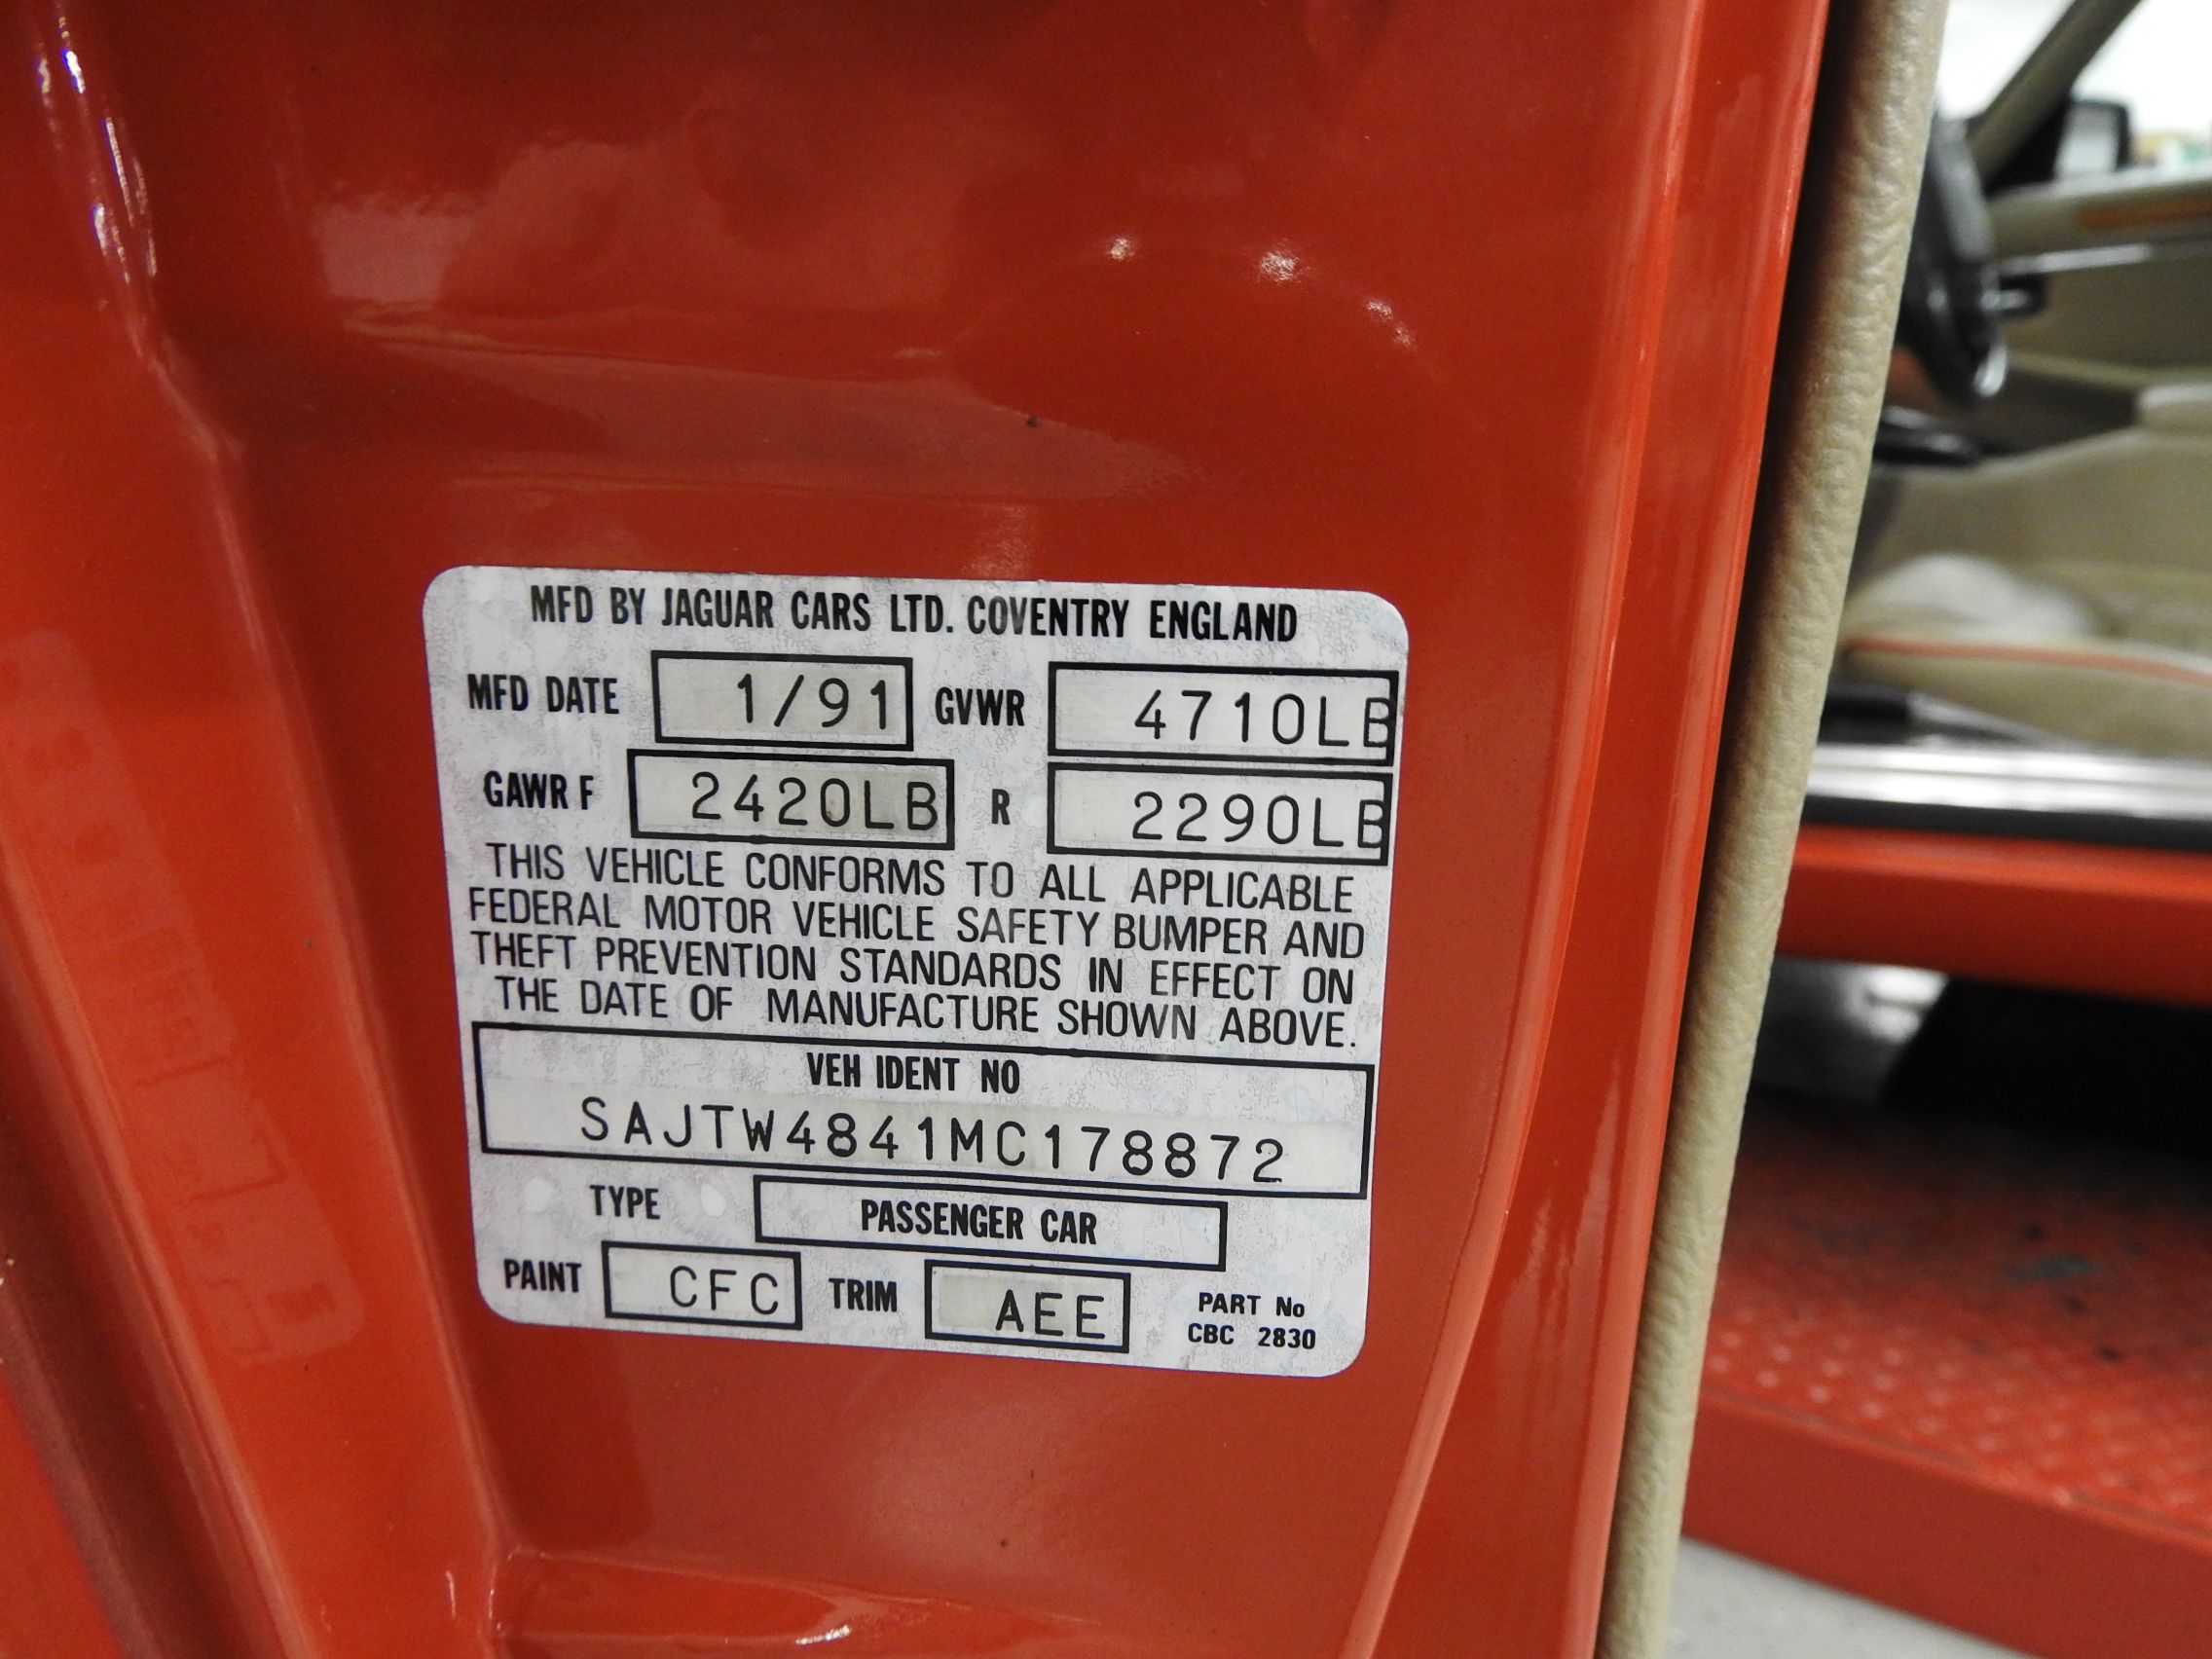 MFD BY JAGUAR CARS LTD. COVENTRY ENGLAND
MFD DATE 1/91 GVWR 4710LB
GAWR F 2420LB R 2290LB
THIS VEHICLE CONFORMS TO ALL APPLICABLE
FEDERAL MOTOR VEHICLE SAFETY BUMPER AND
THEFT PREVENTION STANDARDS IN EFFECT ON
THE DATE OF MANUFACTURE SHOWN ABOVE.
VEH IDENT NO
SAJTW4841MC178872
TYPE PASSENGER CAR
PAINT CFC TRIM AEE PART No
CBC 2830